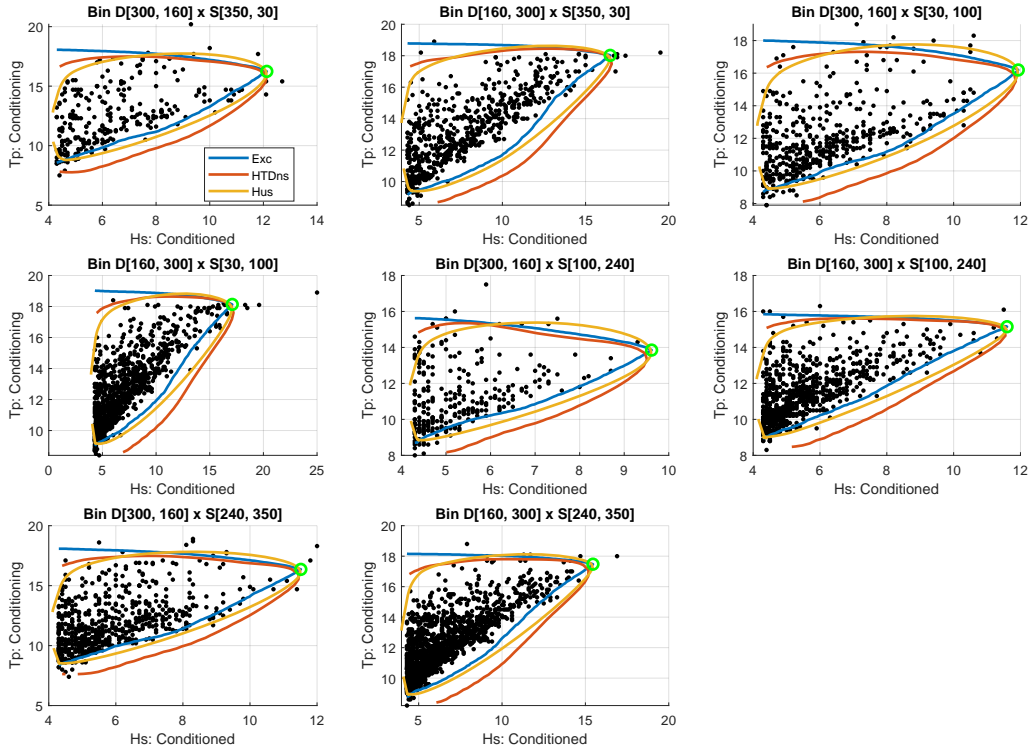 Bin D[300, 160] x S[350, 30]
20
15
10
5
4 6 8 10 12 14
Tp: Conditioning
Hs: Conditioned
Exc
HTDns
Hus
Bin D[160, 300] x S[350, 30]
20
18
16
14
12
10
5 10 15 20
Tp: Conditioning
Hs: Conditioned
Bin D[300, 160] x S[30, 100]
18
16
14
12
10
8
4 6 8 10 12
Tp: Conditioning
Hs: Conditioned
Bin D[160, 300] x S[30, 100]
20
18
16
14
12
10
0 5 10 15 20 25
Tp: Conditioning
Hs: Conditioned
Bin D[300, 160] x S[100, 240]
18
16
14
12
10
8
4 5 6 7 8 9 10
Tp: Conditioning
Hs: Conditioned
Bin D[160, 300] x S[100, 240]
18
16
14
12
10
8
4 6 8 10 12
Tp: Conditioning
Hs: Conditioned
Bin D[300, 160] x S[240, 350]
20
15
10
5
4 6 8 10 12
Tp: Conditioning
Hs: Conditioned
Bin D[160, 300] x S[240, 350]
20
18
16
14
12
10
5 10 15 20
Tp: Conditioning
Hs: Conditioned